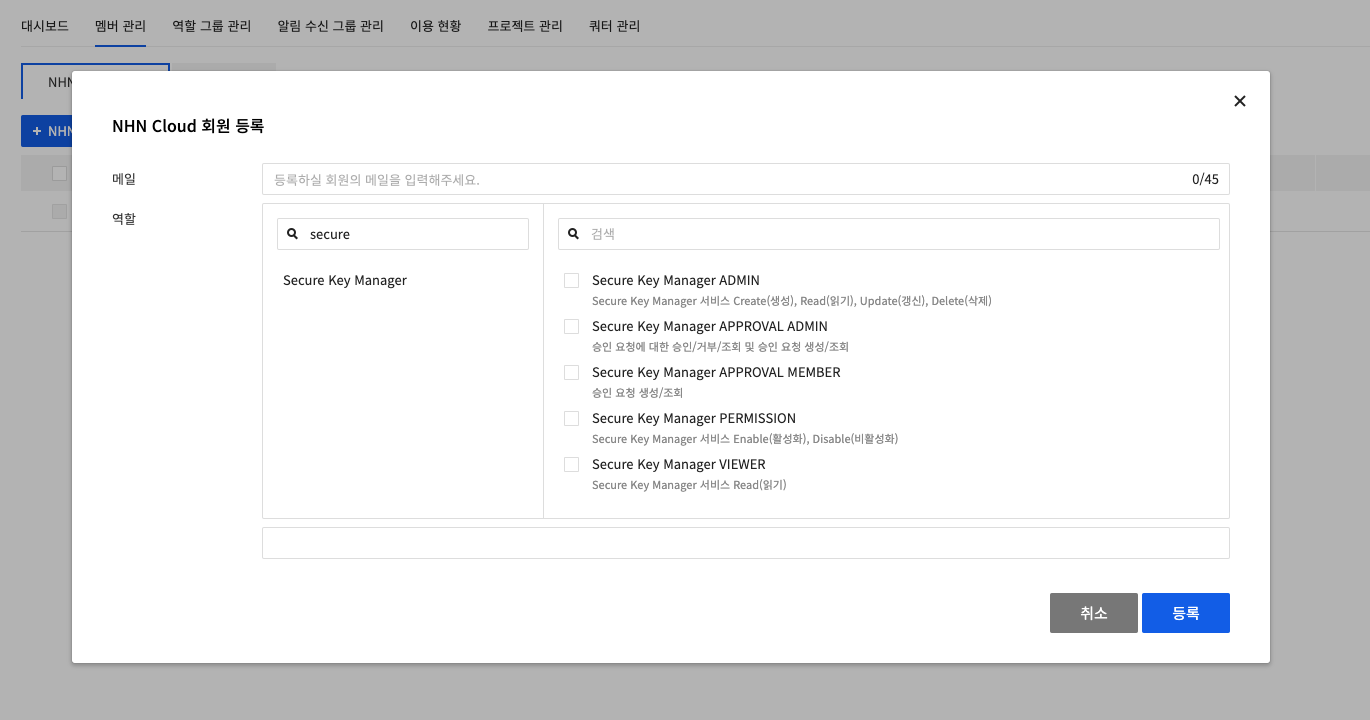 대시보드 멤버 관리 역할 그룹 관리 알림 수신 그룹 관리 이용 현황 프로젝트 관리 쿼터 관리
NHN
+ NHN
×
NHN Cloud 회원 등록
메일 등록하실 회원의 메일을 입력해주세요. 0/45
역할
secure
검색
Secure Key Manager
Secure Key Manager ADMIN
Secure Key Manager 서비스 Create(생성), Read(읽기), Update(갱신), Delete(삭제)
Secure Key Manager APPROVAL ADMIN
승인 요청에 대한 승인/거부/조회 및 승인 요청 생성/조회
Secure Key Manager APPROVAL MEMBER
승인 요청 생성/조회
Secure Key Manager PERMISSION
Secure Key Manager 서비스 Enable(활성화), Disable(비활성화)
Secure Key Manager VIEWER
Secure Key Manager 서비스 Read(읽기)
취소 등록